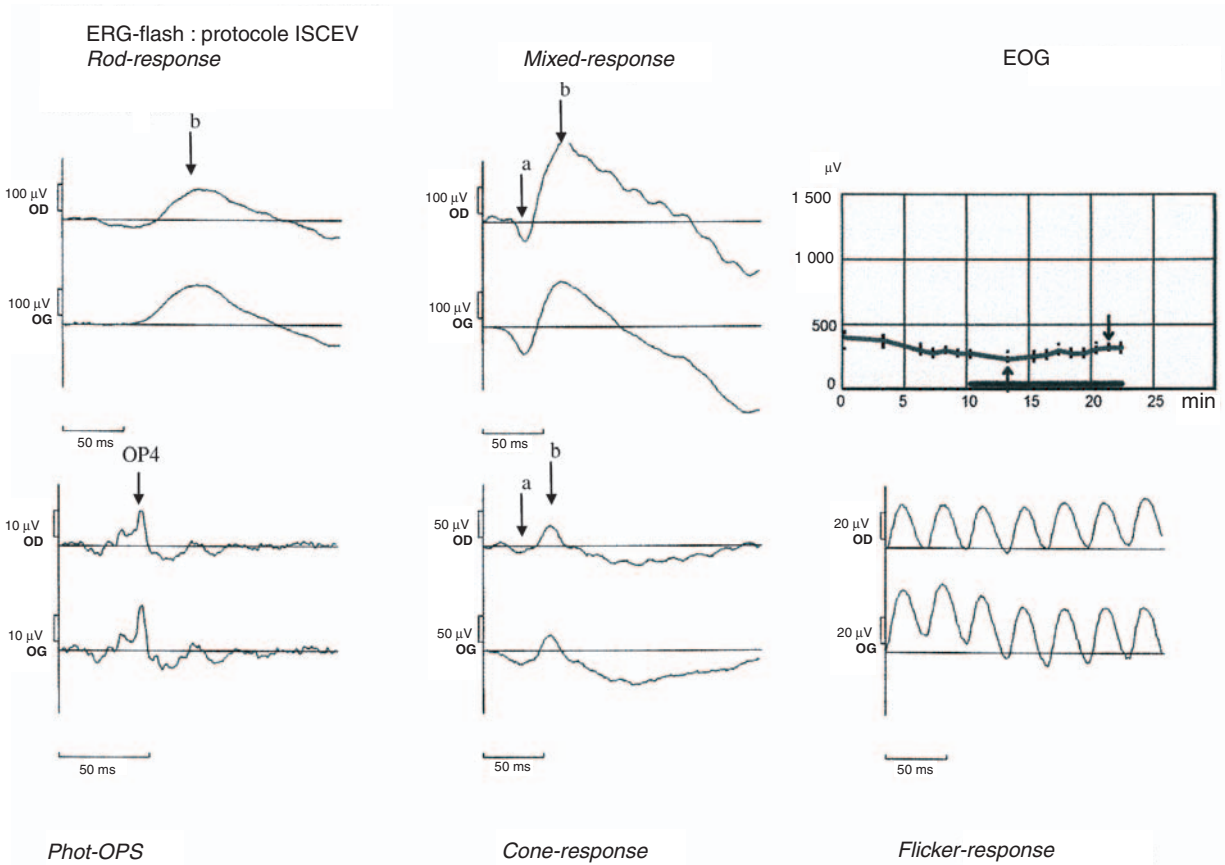 ERG-flash : protocole ISCEV
Rod-response
Mixed-response
EOG
b
100 µV
OD
100 µV
OG
50 ms
b
a
100 µV
OD
100 µV
OG
50 ms
µV
1 500
1 000
500
0
0 5 10 15 20 25 min
OP4
10 µV
OD
10 µV
OG
50 ms
b
a
50 µV
OD
50 µV
OG
50 ms
20 µV
OD
20 µV
OG
50 ms
Phot-OPS
Cone-response
Flicker-response